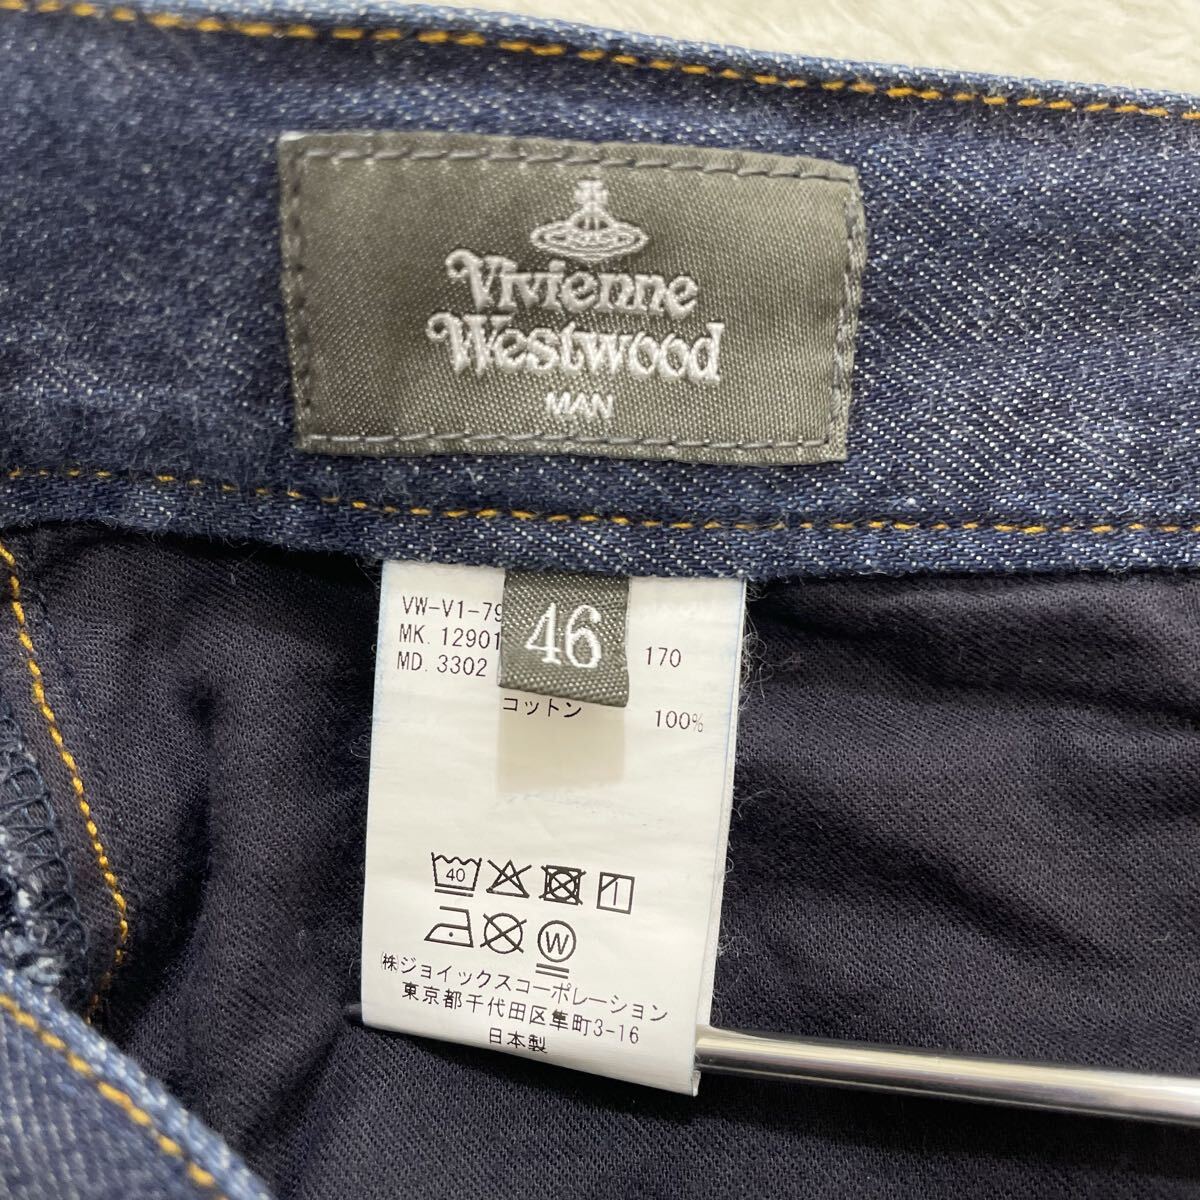 Vivienne
Westwood
MAN
VW-V1-79
MK. 12901
MD. 3302
46
170
コットン 100%
40
W
㈱ジョイックスコーポレーション
東京都千代田区隼町3-16
日本製